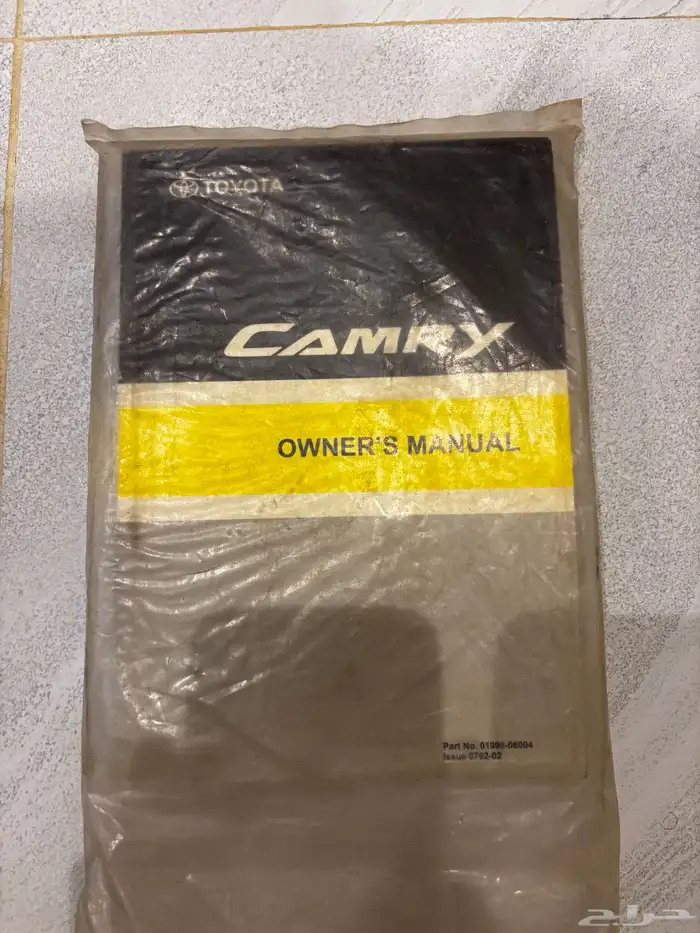 TOYOTA
CAMRY
OWNER'S MANUAL
Part No. 01999-06004
Issue 0702-02
حراج